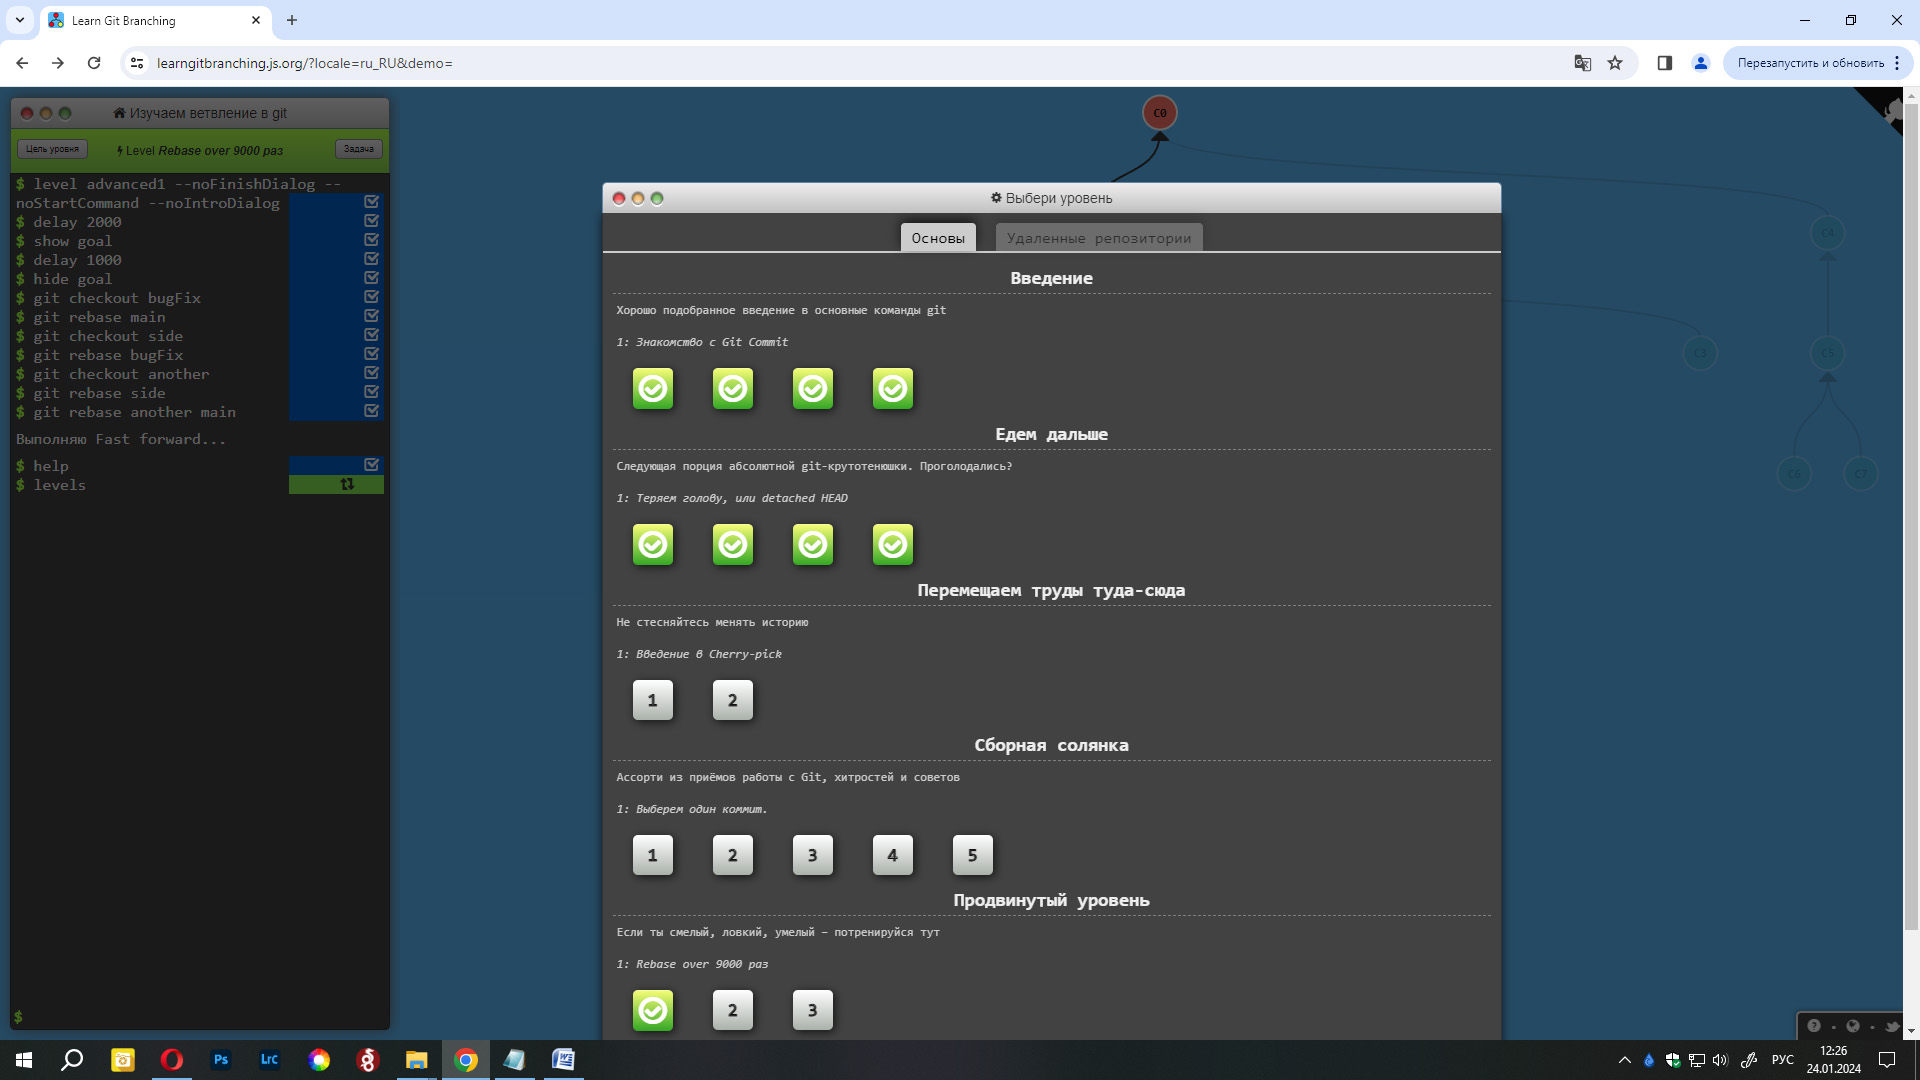 Learn Git Branching
learngitbranching.js.org/?locale=ru_RU&demo=
Перезапустить и обновить
Изучаем ветвление в git
Цель уровня
Level Rebase over 9000 раз
Задача
$ level advanced1 --noFinishDialog --
noStartCommand --noIntroDialog
$ delay 2000
$ show goal
$ delay 1000
$ hide goal
$ git checkout bugFix
$ git rebase main
$ git checkout side
$ git rebase bugFix
$ git checkout another
$ git rebase side
$ git rebase another main
Выполняю Fast forward...
$ help
$ levels
$
C0
C4
C3
C5
C6
C7
Выбери уровень
Основы
Удаленные репозитории
Введение
Хорошо подобранное введение в основные команды git
1: Знакомство с Git Commit
Едем дальше
Следующая порция абсолютной git-крутотенюшки. Проголодались?
1: Теряем голову, или detached HEAD
Перемещаем труды туда-сюда
Не стесняйтесь менять историю
1: Введение в Cherry-pick
1 2
Сборная солянка
Ассорти из приёмов работы с Git, хитростей и советов
1: Выберем один коммит.
1 2 3 4 5
Продвинутый уровень
Если ты смелый, ловкий, умелый – потренируйся тут
1: Rebase over 9000 раз
2 3
Ps
Lrc
РУС
12:26
24.01.2024